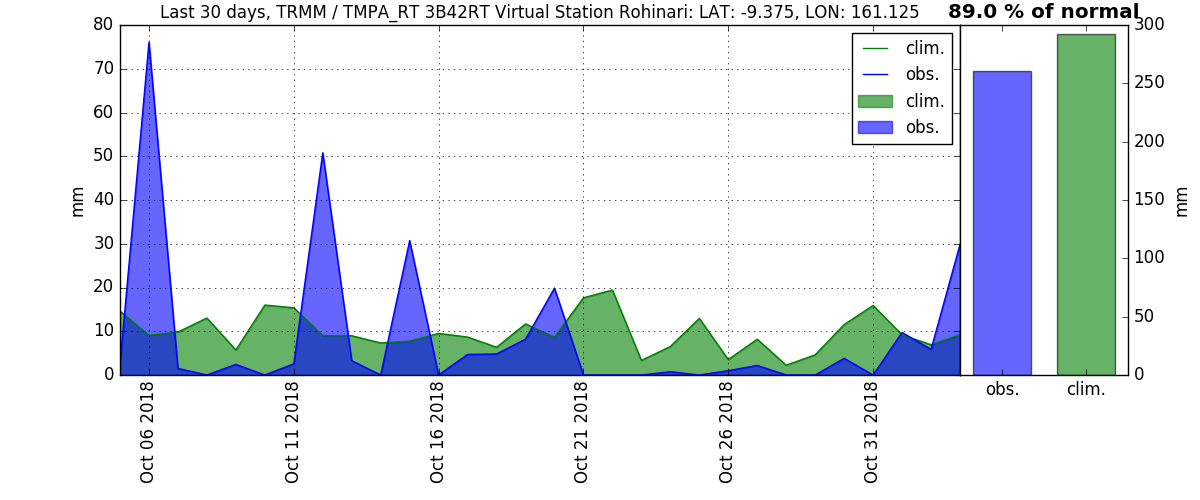 Last 30 days, TRMM / TMPA_RT 3B42RT Virtual Station Rohinari: LAT: -9.375, LON: 161.125
89.0 % of normal
80
70
60
50
40
30
20
10
0
mm
clim.
obs.
clim.
obs.
Oct 06 2018
Oct 11 2018
Oct 16 2018
Oct 21 2018
Oct 26 2018
Oct 31 2018
300
250
200
150
100
50
0
mm
obs.
clim.